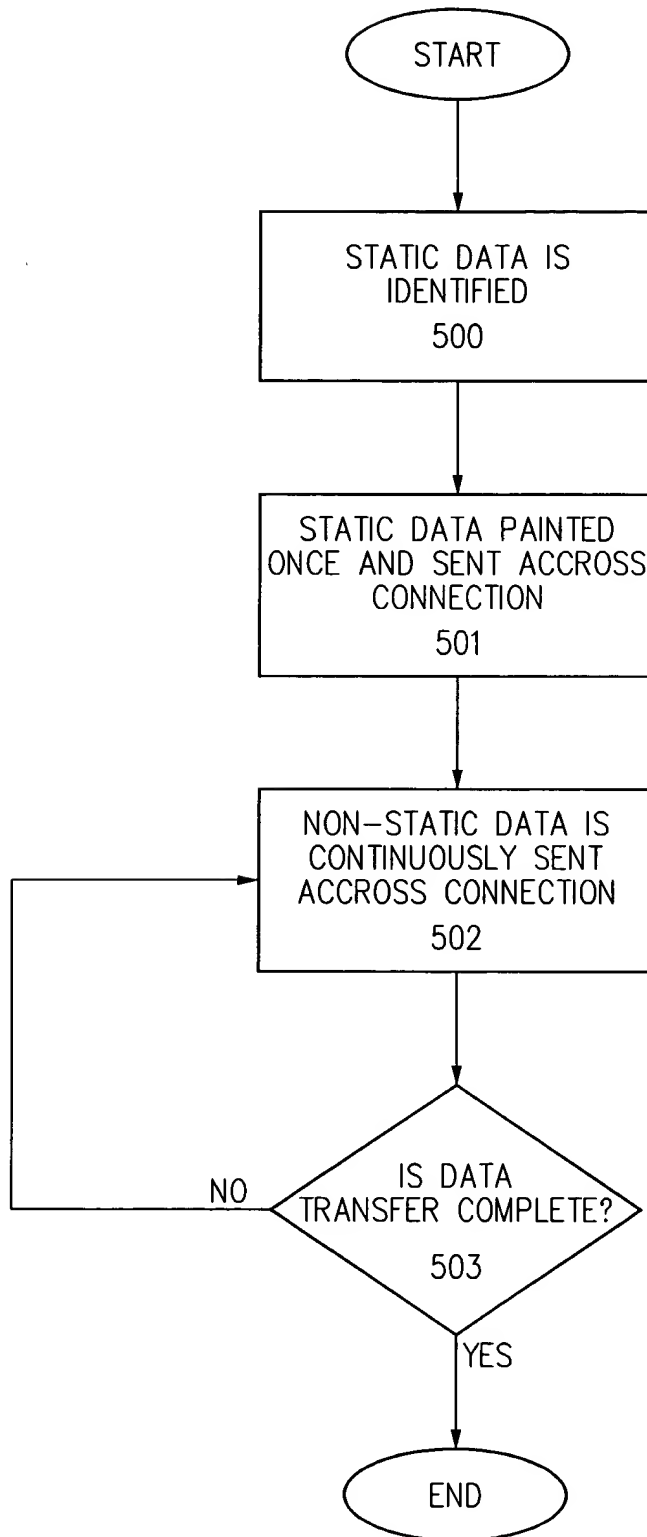 START
STATIC DATA IS
IDENTIFIED
500
STATIC DATA PAINTED
ONCE AND SENT ACCROSS
CONNECTION
501
NON-STATIC DATA IS
CONTINUOUSLY SENT
ACCROSS CONNECTION
502
IS DATA
TRANSFER COMPLETE?
503
NO
YES
END